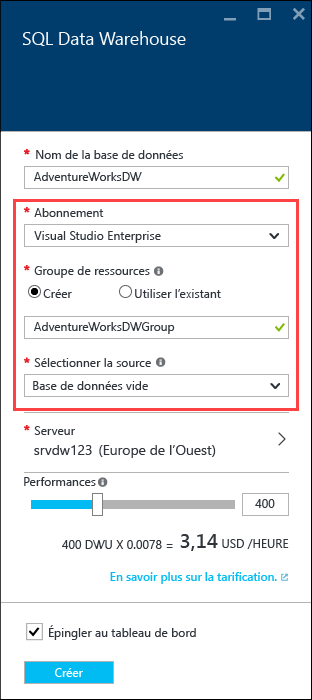 SQL Data Warehouse
* Nom de la base de données
AdventureWorksDW
* Abonnement
Visual Studio Enterprise
* Groupe de ressources
Créer Utiliser l'existant
AdventureWorksDWGroup
* Sélectionner la source
Base de données vide
* Serveur
srvdw123 (Europe de l'Ouest)
Performances
400
400 DWU X 0.0078 = 3,14 USD /HEURE
En savoir plus sur la tarification.
Épingler au tableau de bord
Créer